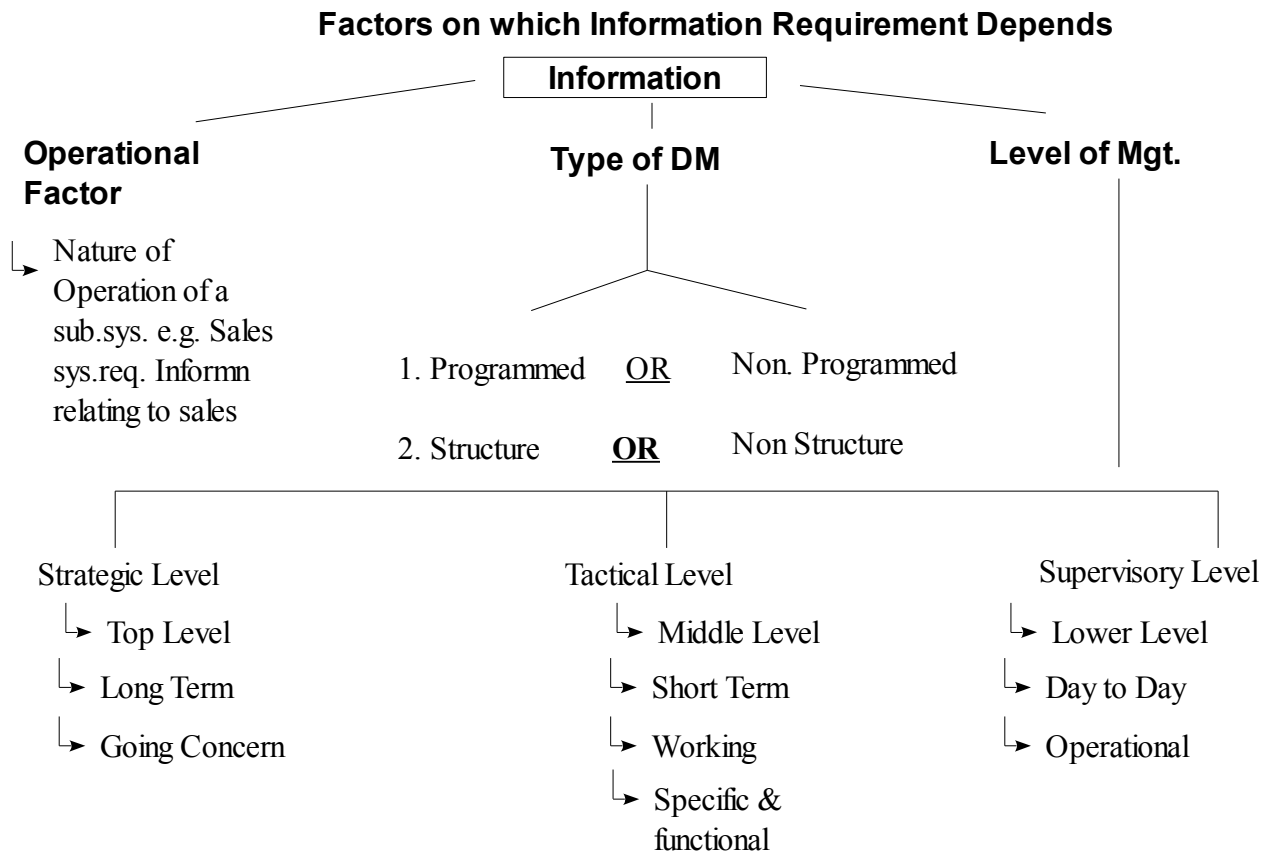 Factors on which Information Requirement Depends
Information
Operational
Factor
Type of DM
Level of Mgt.
Nature of
Operation of a
sub.sys. e.g. Sales
sys.req. Informn
relating to sales
1. Programmed OR Non. Programmed
2. Structure OR Non Structure
Strategic Level
Top Level
Long Term
Going Concern
Tactical Level
Middle Level
Short Term
Working
Specific &
functional
Supervisory Level
Lower Level
Day to Day
Operational